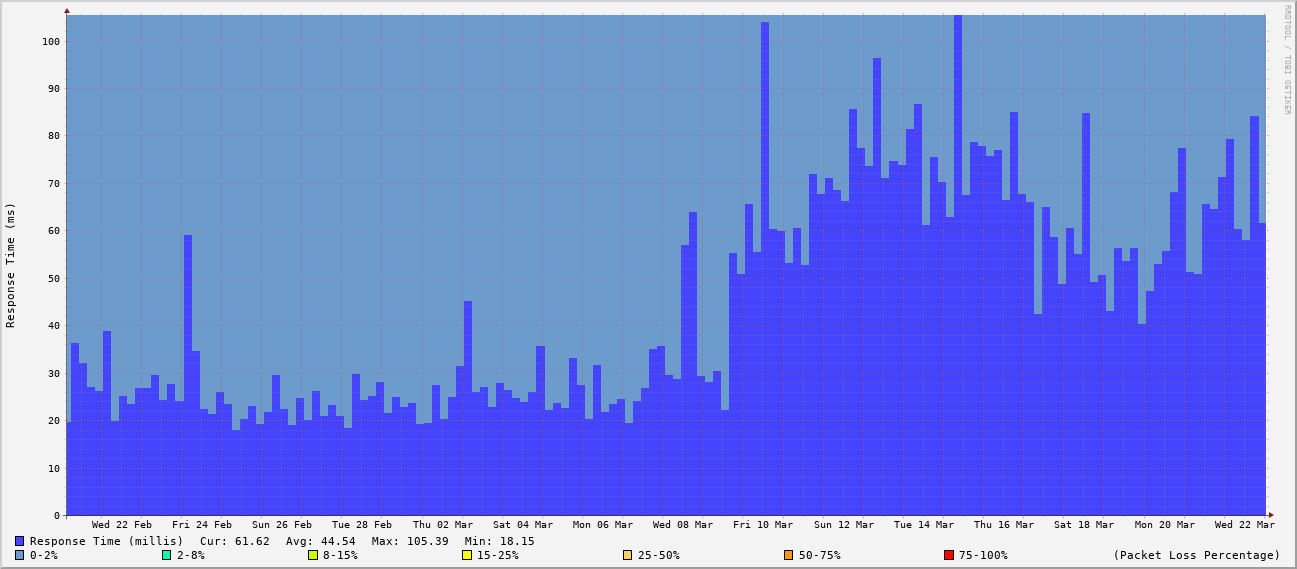 RRDTOOL / TOBI OETIKER
Response Time (ms)
100
90
80
70
60
50
40
30
20
10
0
Wed 22 Feb Fri 24 Feb Sun 26 Feb Tue 28 Feb Thu 02 Mar Sat 04 Mar Mon 06 Mar Wed 08 Mar Fri 10 Mar Sun 12 Mar Tue 14 Mar Thu 16 Mar Sat 18 Mar Mon 20 Mar Wed 22 Mar
Response Time (millis) Cur: 61.62 Avg: 44.54 Max: 105.39 Min: 18.15
0-2% 2-8% 8-15% 15-25% 25-50% 50-75% 75-100% (Packet Loss Percentage)